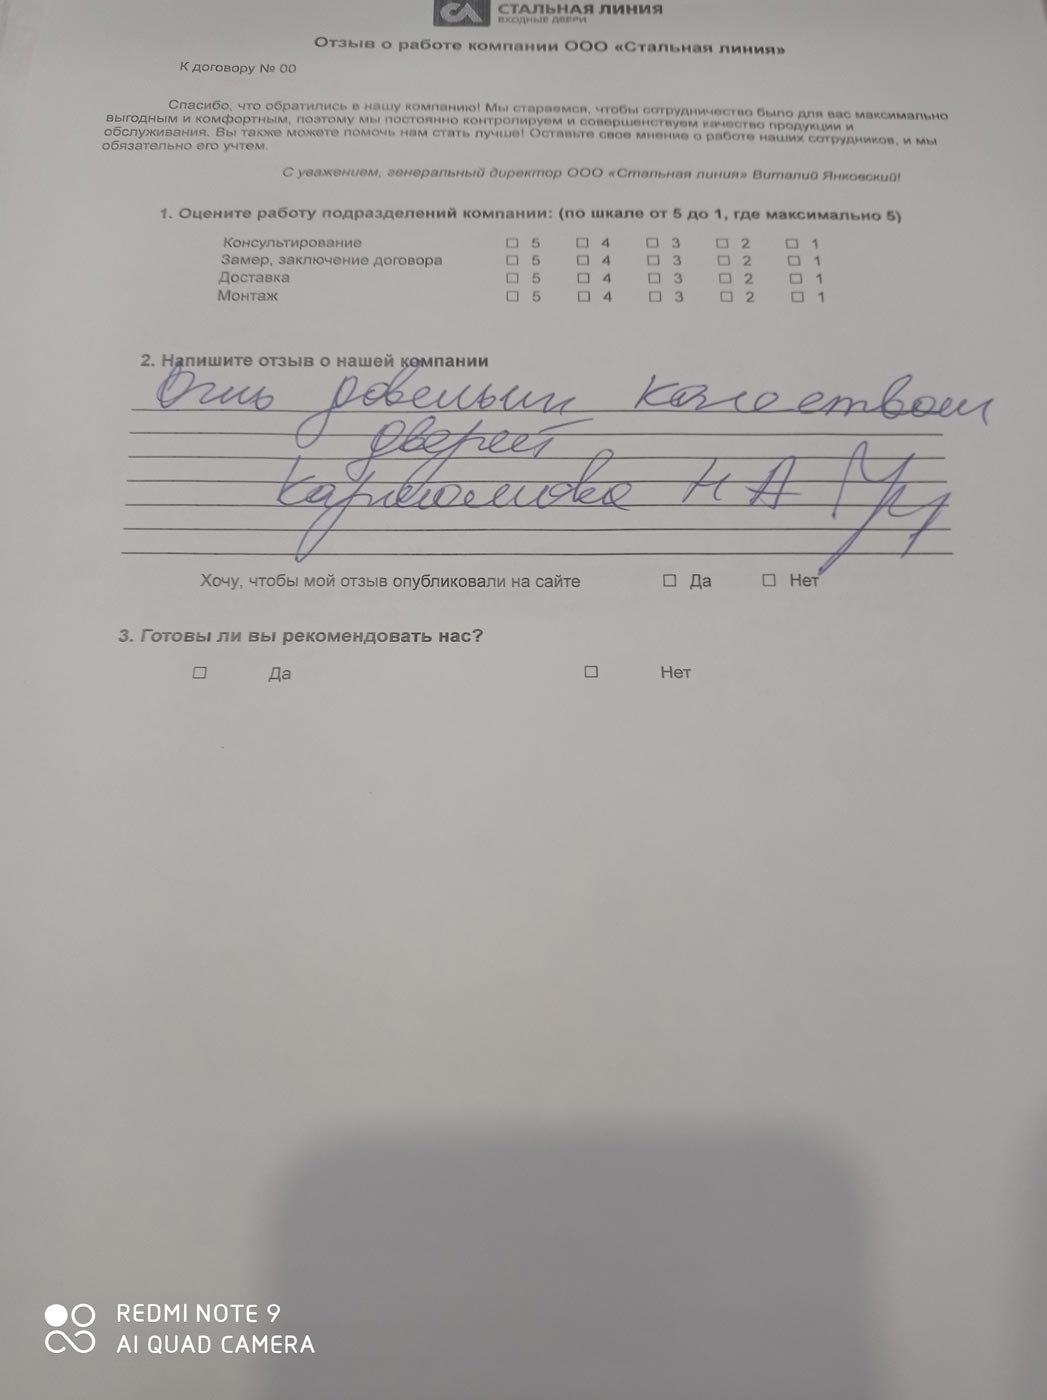 СТАЛЬНАЯ ЛИНИЯ
ВХОДНЫЕ ДВЕРИ
Отзыв о работе компании ООО «Стальная линия»
К договору № 00
Спасибо, что обратились в нашу компанию! Мы стараемся, чтобы сотрудничество было для вас максимально
выгодным и комфортным, поэтому мы постоянно контролируем и совершенствуем качество продукции и
обслуживания. Вы также можете помочь нам стать лучше! Оставьте свое мнение о работе наших сотрудников, и мы
обязательно его учтем.
С уважением, генеральный директор ООО «Стальная линия» Виталий Янковский!
1. Оцените работу подразделений компании: (по шкале от 5 до 1, где максимально 5)
Консультирование 5 4 3 2 1
Замер, заключение договора 5 4 3 2 1
Доставка 5 4 3 2 1
Монтаж 5 4 3 2 1
2. Напишите отзыв о нашей компании
Очнь довольны качеством
дверей
Н А
Хочу, чтобы мой отзыв опубликовали на сайте Да Нет
3. Готовы ли вы рекомендовать нас?
Да Нет
REDMI NOTE 9
AI QUAD CAMERA